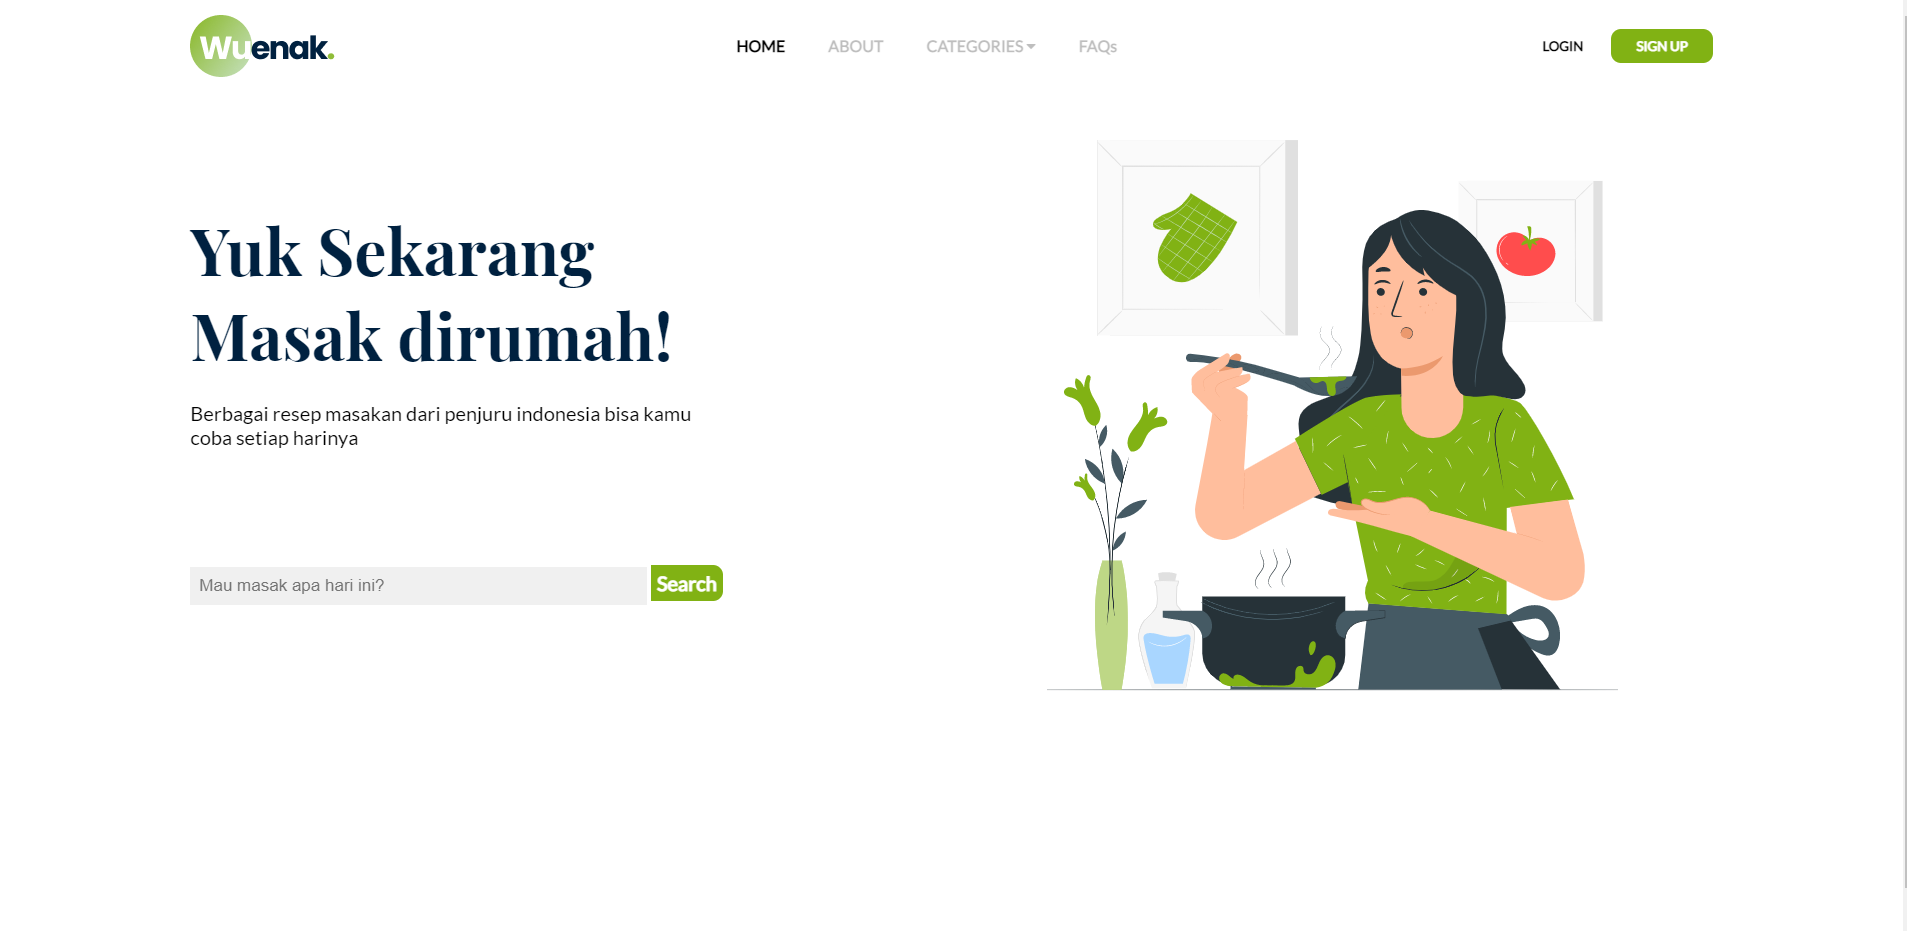 Wuenak.
HOME
ABOUT
CATEGORIES
FAQs
LOGIN
SIGN UP
Yuk Sekarang
Masak dirumah!
Berbagai resep masakan dari penjuru indonesia bisa kamu
coba setiap harinya
Mau masak apa hari ini?
Search